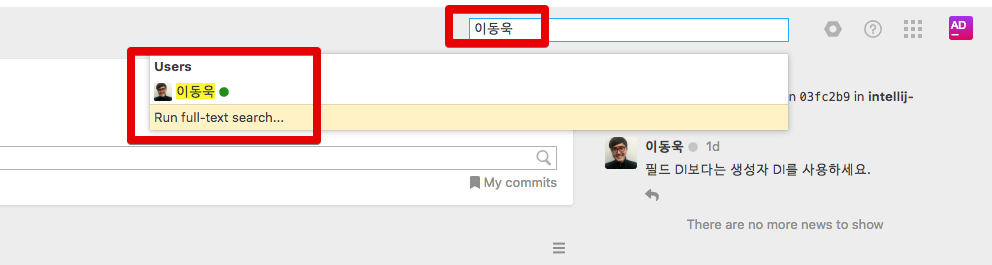 이동욱
AD
Users
이동욱
Run full-text search...
n 03fc2b9 in intellij-
이동욱 1d
필드 DI보다는 생성자 DI를 사용하세요.
My commits
There are no more news to show